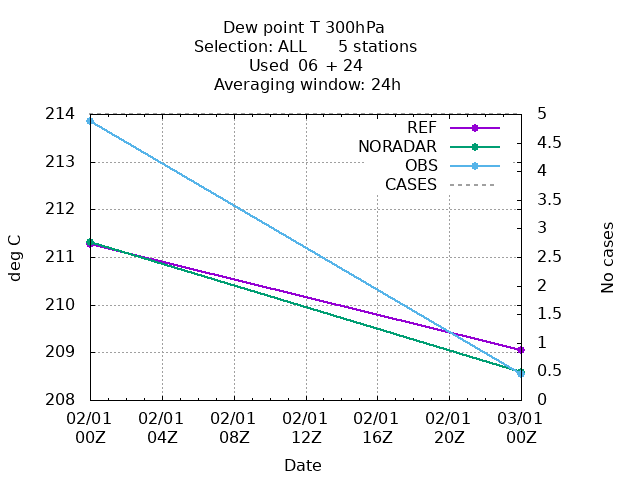 Dew point T 300hPa
Selection: ALL      5 stations
Used  06 + 24
Averaging window: 24h
214
213
212
211
210
209
208
deg C
5
4.5
4
3.5
3
2.5
2
1.5
1
0.5
0
No cases
REF
NORADAR
OBS
CASES
02/01 02/01 02/01 02/01 02/01 02/01 03/01
00Z 04Z 08Z 12Z 16Z 20Z 00Z
Date